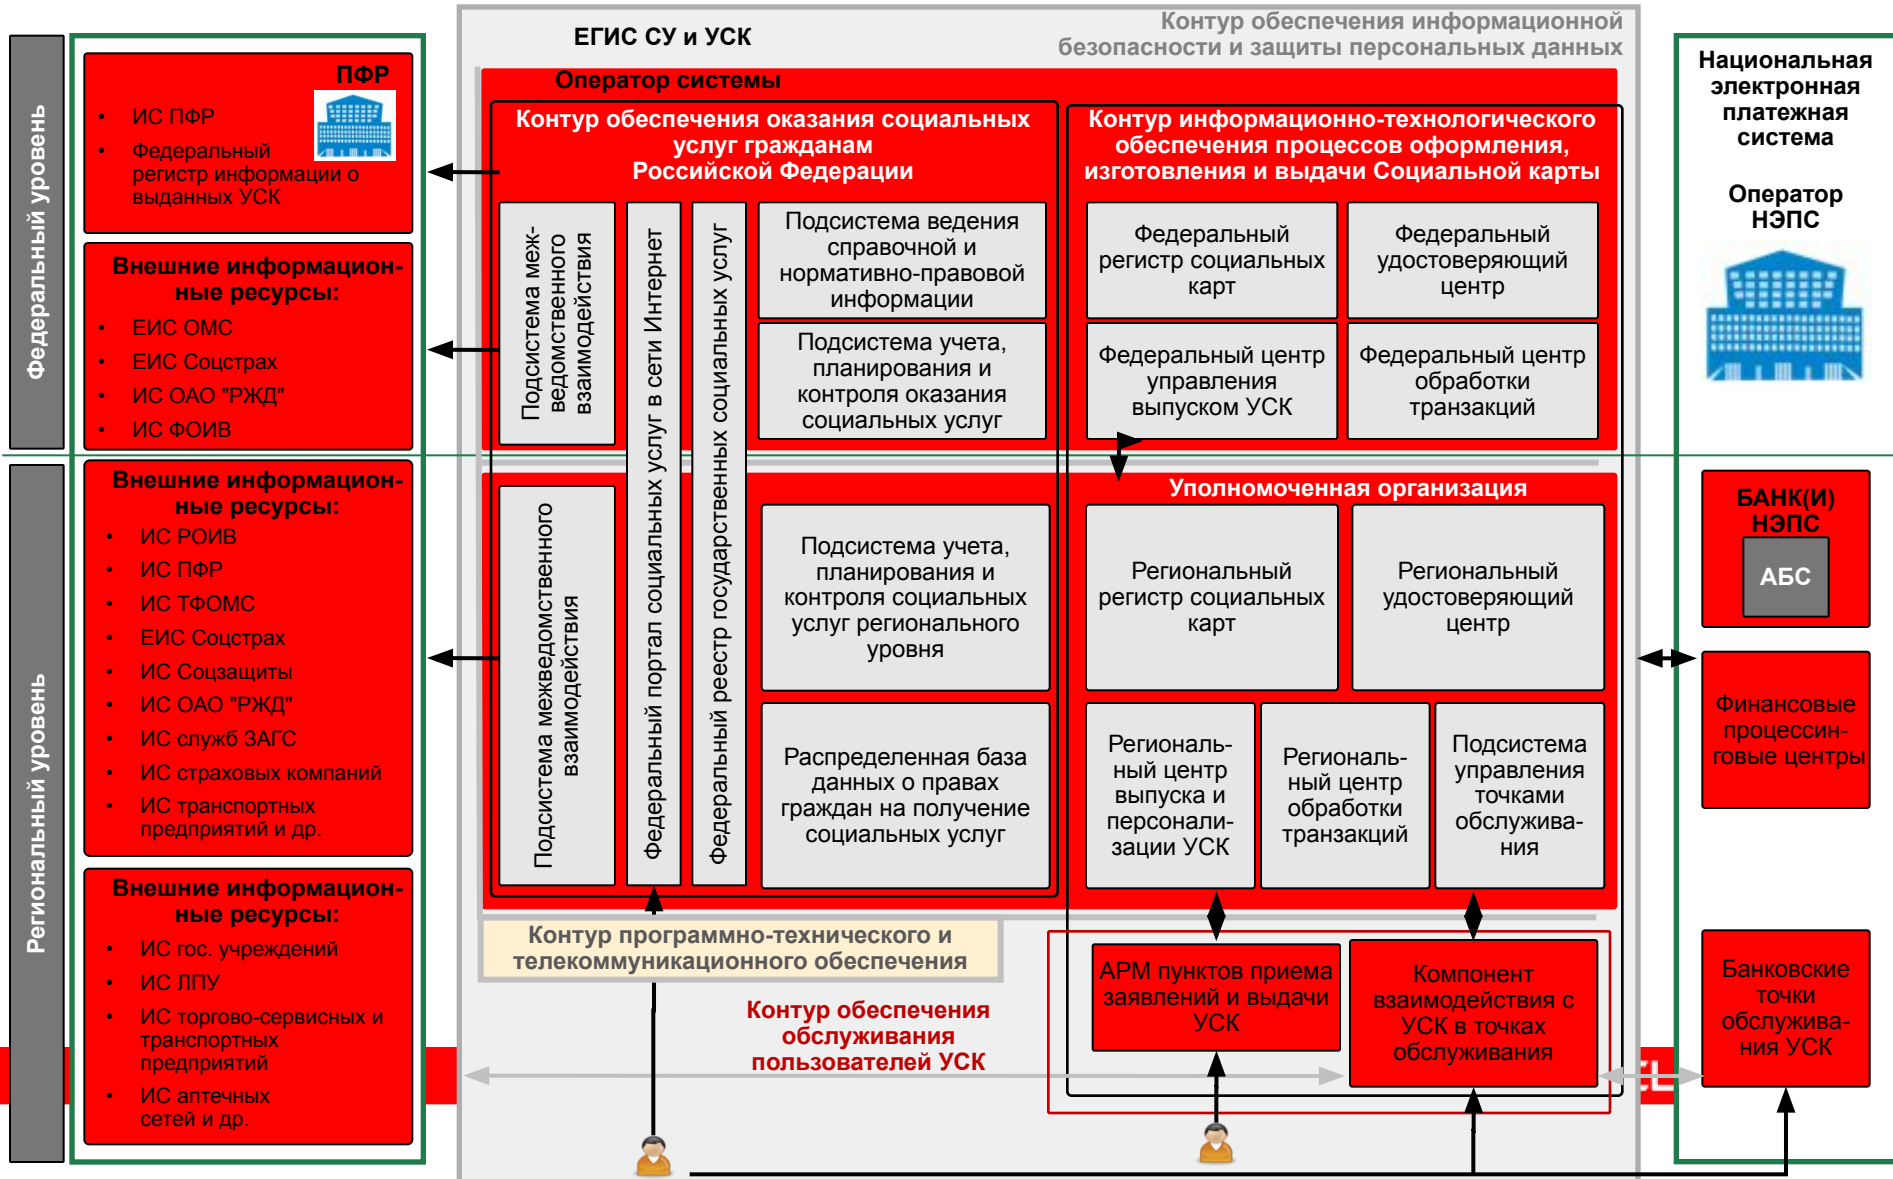 Федеральный уровень
Региональный уровень
ПФР
• ИС ПФР
• Федеральный
регистр информации о
выданных УСК
Внешние информацион-
ные ресурсы:
• ЕИС ОМС
• ЕИС Соцстрах
• ИС ОАО "РЖД"
• ИС ФОИВ
Внешние информацион-
ные ресурсы:
• ИС РОИВ
• ИС ПФР
• ИС ТФОМС
• ЕИС Соцстрах
• ИС Соцзащиты
• ИС ОАО "РЖД"
• ИС служб ЗАГС
• ИС страховых компаний
• ИС транспортных
предприятий и др.
Внешние информацион-
ные ресурсы:
• ИС гос. учреждений
• ИС ЛПУ
• ИС торгово-сервисных и
транспортных
предприятий
• ИС аптечных
сетей и др.
ЕГИС СУ и УСК
Контур обеспечения информационной
безопасности и защиты персональных данных
Оператор системы
Контур обеспечения оказания социальных
услуг гражданам
Российской Федерации
Подсистема меж-
ведомственного
взаимодействия
Федеральный портал социальных услуг в сети Интернет
Федеральный реестр государственных социальных услуг
Подсистема ведения
справочной и
нормативно-правовой
информации
Подсистема учета,
планирования и
контроля оказания
социальных услуг
Подсистема межведомственного
взаимодействия
Подсистема учета,
планирования и
контроля социальных
услуг регионального
уровня
Распределенная база
данных о правах
граждан на получение
социальных услуг
Контур информационно-технологического
обеспечения процессов оформления,
изготовления и выдачи Социальной карты
Федеральный
регистр социальных
карт
Федеральный
удостоверяющий
центр
Федеральный центр
управления
выпуском УСК
Федеральный центр
обработки
транзакций
Уполномоченная организация
Региональный
регистр социальных
карт
Региональный
удостоверяющий
центр
Региональ-
ный центр
выпуска и
персонали-
зации УСК
Региональ-
ный центр
обработки
транзакций
Подсистема
управления
точками
обслужива-
ния
Контур программно-технического и
телекоммуникационного обеспечения
Контур обеспечения
обслуживания
пользователей УСК
АРМ пунктов приема
заявлений и выдачи
УСК
Компонент
взаимодействия с
УСК в точках
обслуживания
Национальная
электронная
платежная
система
Оператор
НЭПС
БАНК(И)
НЭПС
АБС
Финансовые
процессин-
говые центры
Банковские
точки
обслужива-
ния УСК